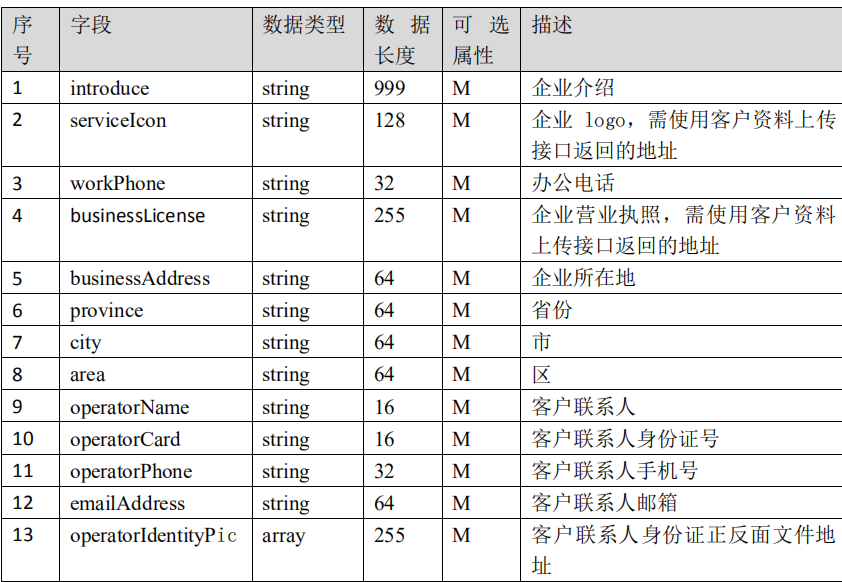 序号 字段 数据类型 数据长度 可选属性 描述
1 introduce string 999 M 企业介绍
2 serviceIcon string 128 M 企业 logo，需使用客户资料上传
接口返回的地址
3 workPhone string 32 M 办公电话
4 businessLicense string 255 M 企业营业执照，需使用客户资料
上传接口返回的地址
5 businessAddress string 64 M 企业所在地
6 province string 64 M 省份
7 city string 64 M 市
8 area string 64 M 区
9 operatorName string 16 M 客户联系人
10 operatorCard string 16 M 客户联系人身份证号
11 operatorPhone string 32 M 客户联系人手机号
12 emailAddress string 64 M 客户联系人邮箱
13 operatorIdentityPic array 255 M 客户联系人身份证正反面文件地
址